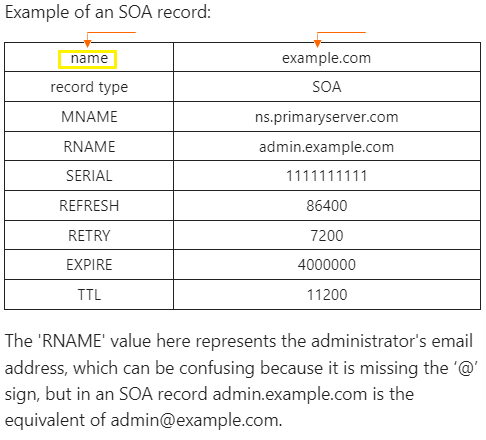 Example of an SOA record:
name example.com
record type SOA
MNAME ns.primaryserver.com
RNAME admin.example.com
SERIAL 1111111111
REFRESH 86400
RETRY 7200
EXPIRE 4000000
TTL 11200
The 'RNAME' value here represents the administrator's email
address, which can be confusing because it is missing the ‘@’
sign, but in an SOA record admin.example.com is the
equivalent of admin@example.com.